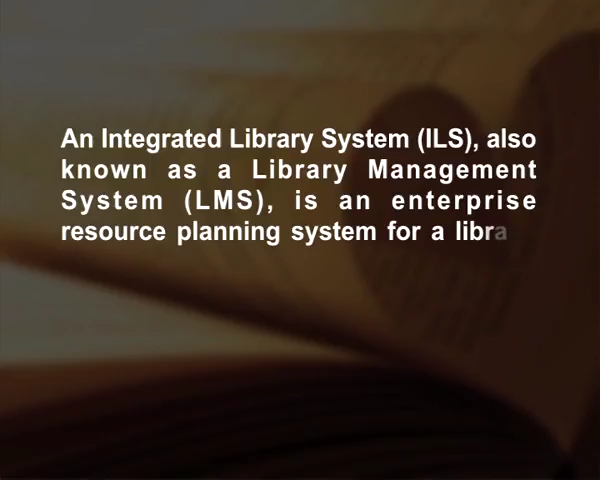 An Integrated Library System (ILS), also
known as a Library Management
System (LMS), is an enterprise
resource planning system for a libra